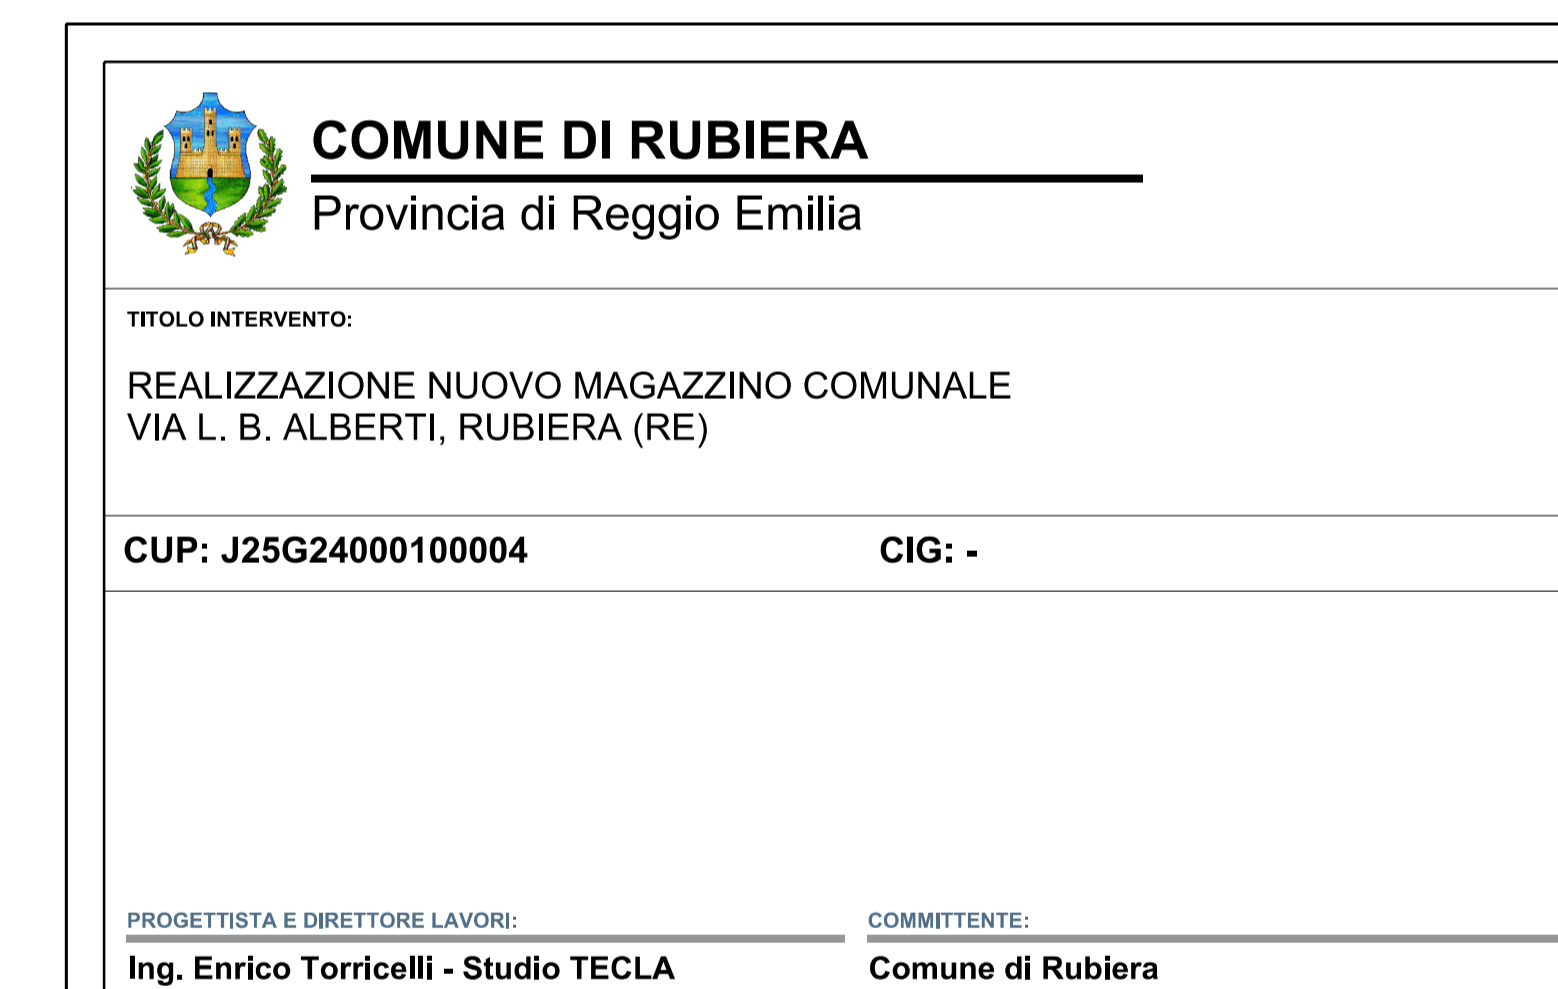 COMUNE DI RUBIERA
Provincia di Reggio Emilia
TITOLO INTERVENTO:
REALIZZAZIONE NUOVO MAGAZZINO COMUNALE
VIA L. B. ALBERTI, RUBIERA (RE)
CUP: J25G24000100004 CIG: -
PROGETTISTA E DIRETTORE LAVORI: COMMITTENTE:
Ing. Enrico Torricelli - Studio TECLA Comune di Rubiera